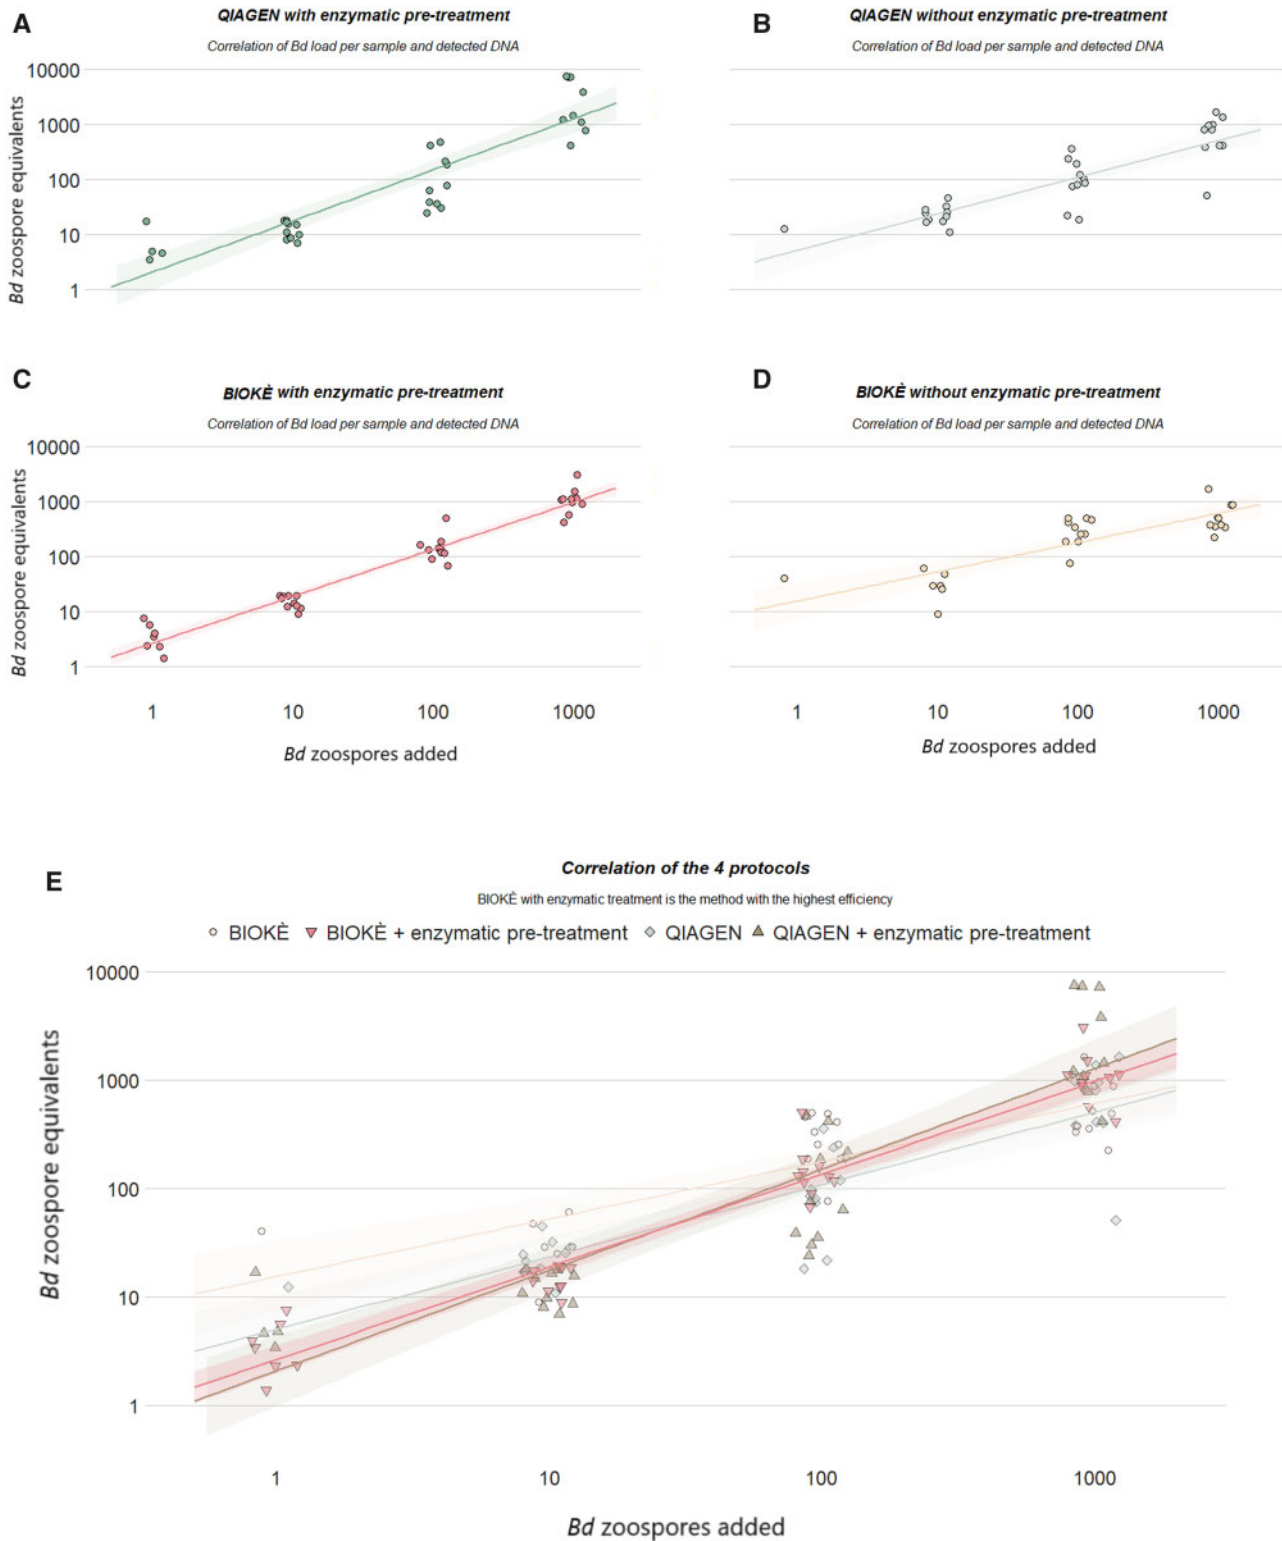 A
QIAGEN with enzymatic pre-treatment
Correlation of Bd load per sample and detected DNA
Bd zoospore equivalents
10000
1000
100
10
1
B
QIAGEN without enzymatic pre-treatment
Correlation of Bd load per sample and detected DNA
C
BIOKÈ with enzymatic pre-treatment
Correlation of Bd load per sample and detected DNA
Bd zoospore equivalents
10000
1000
100
10
1
1 10 100 1000
Bd zoospores added
D
BIOKÈ without enzymatic pre-treatment
Correlation of Bd load per sample and detected DNA
1 10 100 1000
Bd zoospores added
E
Correlation of the 4 protocols
BIOKÈ with enzymatic treatment is the method with the highest efficiency
BIOKÈ BIOKÈ + enzymatic pre-treatment QIAGEN QIAGEN + enzymatic pre-treatment
Bd zoospore equivalents
10000
1000
100
10
1
1 10 100 1000
Bd zoospores added